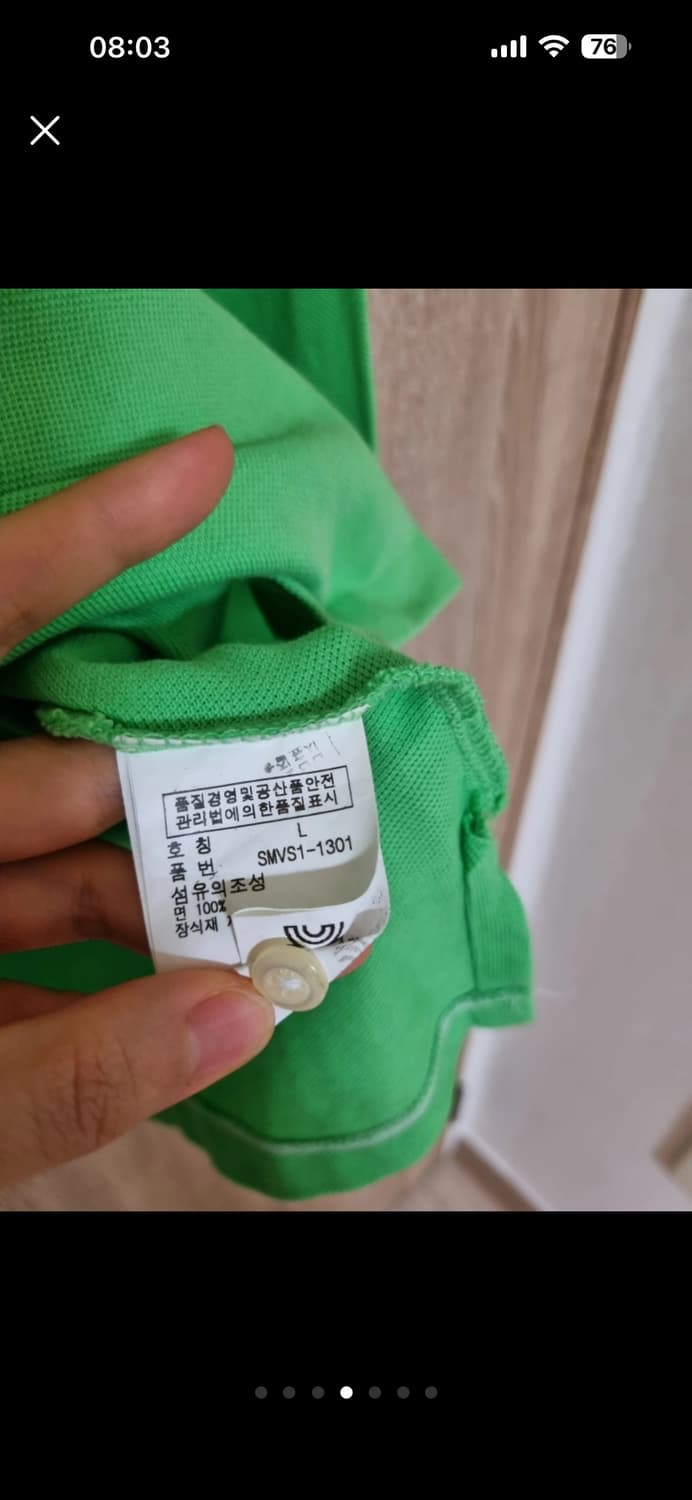 08:03
76
품질경영및공산품안전
관리법에의한품질표시
호 칭 L
품 번 SMVS1-1301
섬유의조성
면 100%
장식재